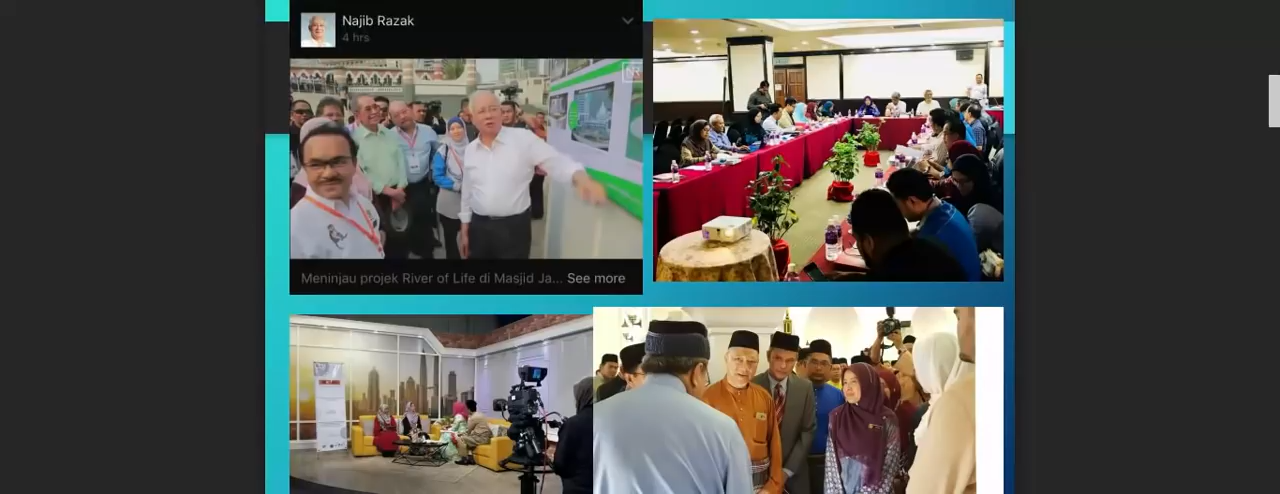 Najib Razak
4 hrs
Meninjau projek River of Life di Masjid Ja... See more